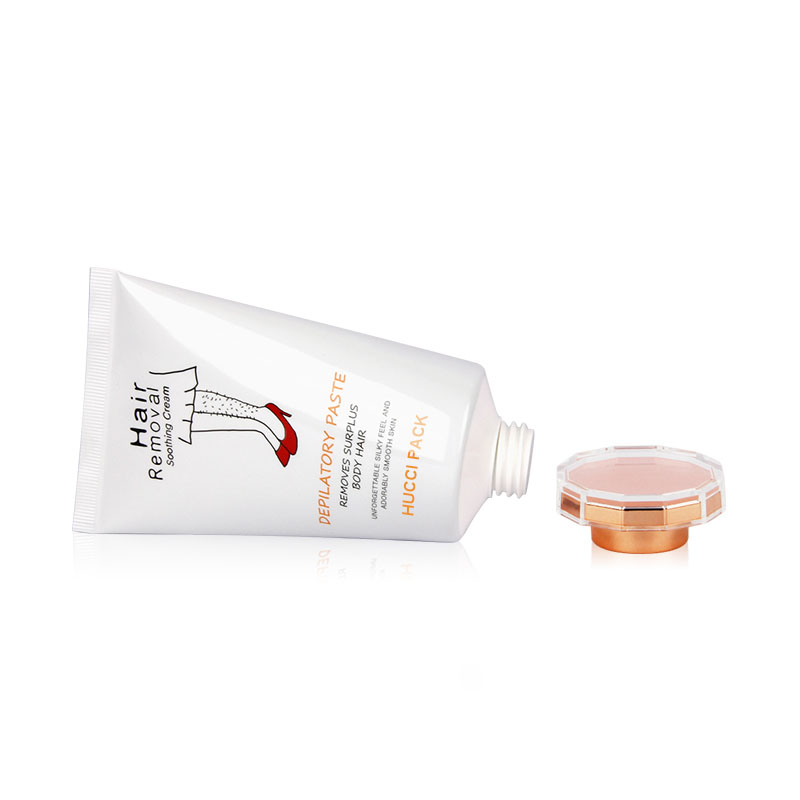 Hair
Removal
Soothing Cream
DEPILATORY PASTE
REMOVES SURPLUS
BODY HAIR
UNFORGETTABLE SILKY FEEL AND
ADORABLY SMOOTH SKIN
HUCCI PACK